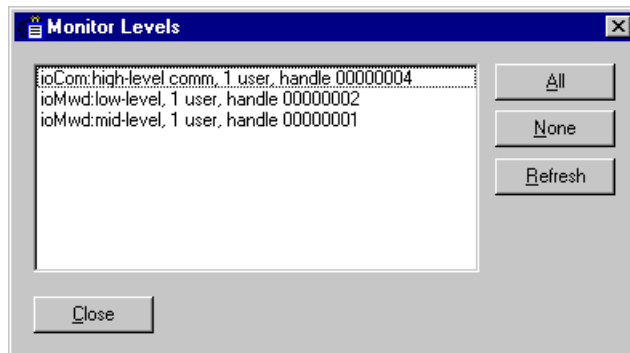 Monitor Levels
ioCom:high-level comm, 1 user, handle 00000004
ioMwd:low-level, 1 user, handle 00000002
ioMwd:mid-level, 1 user, handle 00000001
All
None
Refresh
Close